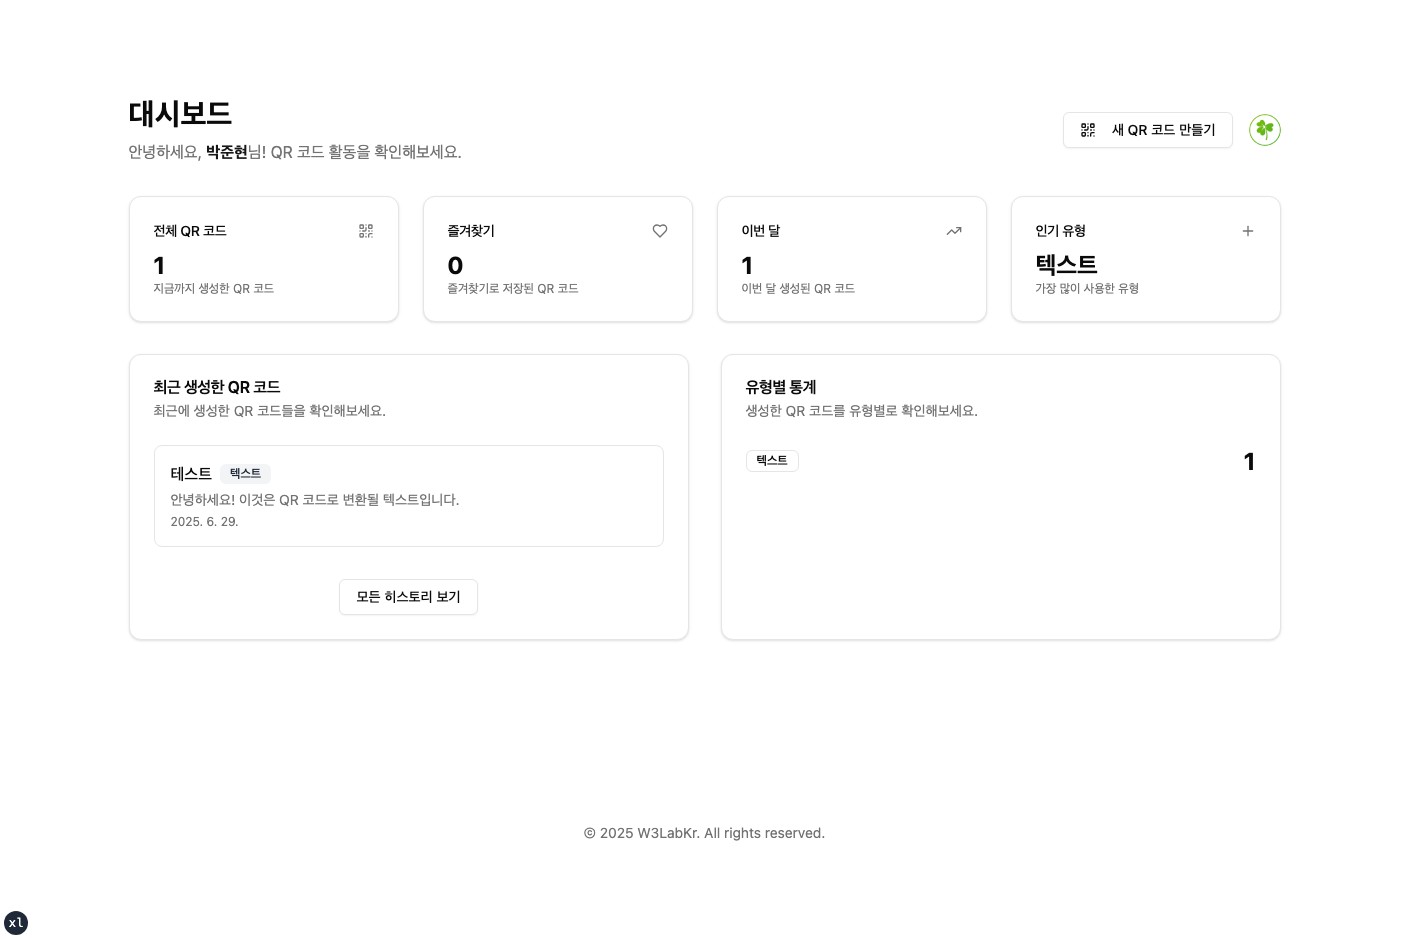 대시보드
안녕하세요, 박준현님! QR 코드 활동을 확인해보세요.
새 QR 코드 만들기
전체 QR 코드
1
지금까지 생성한 QR 코드
즐겨찾기
0
즐겨찾기로 저장된 QR 코드
이번 달
1
이번 달 생성된 QR 코드
인기 유형
텍스트
가장 많이 사용한 유형
최근 생성한 QR 코드
최근에 생성한 QR 코드들을 확인해보세요.
테스트 텍스트
안녕하세요! 이것은 QR 코드로 변환될 텍스트입니다.
2025. 6. 29.
모든 히스토리 보기
유형별 통계
생성한 QR 코드를 유형별로 확인해보세요.
텍스트 1
© 2025 W3LabKr. All rights reserved.
xl